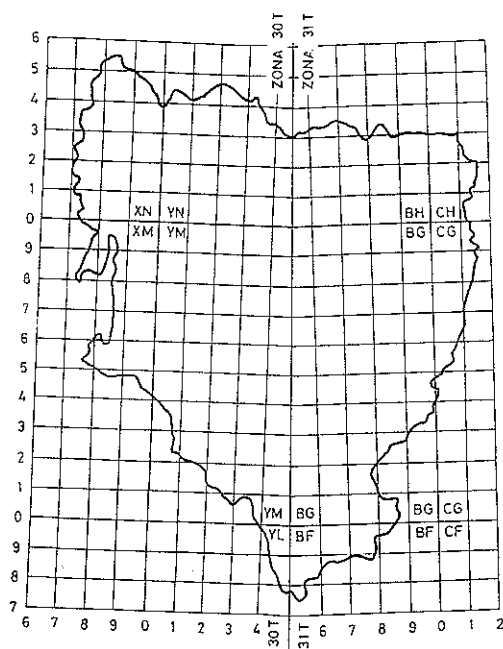 ZONA 30T
ZONA 31T
6
5
4
3
2
1
0
9
8
7
6
5
4
3
2
1
0
9
8
7
XN YN
XM YM
BH CH
BG CG
YM BG
YL BF
BG CG
BF CF
6 7 8 9 0 1 2 3 4 30T 31T 6 7 8 9 0 1 2